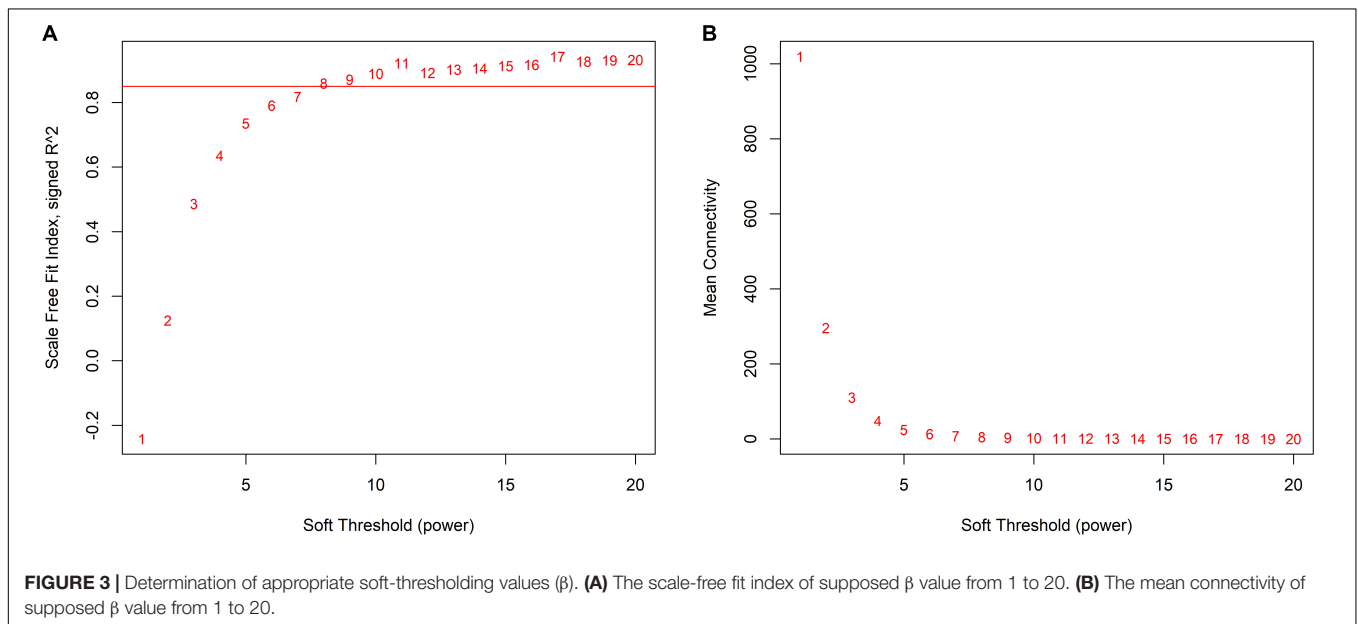 A
Scale Free Fit Index, signed R^2
0.8
0.6
0.4
0.2
0.0
-0.2
1 2 3 4 5 6 7 8 9 10 11 12 13 14 15 16 17 18 19 20
5 10 15 20
Soft Threshold (power)
B
Mean Connectivity
1000
800
600
400
200
0
1 2 3 4 5 6 7 8 9 10 11 12 13 14 15 16 17 18 19 20
5 10 15 20
Soft Threshold (power)
FIGURE 3 | Determination of appropriate soft-thresholding values (β). (A) The scale-free fit index of supposed β value from 1 to 20. (B) The mean connectivity of
supposed β value from 1 to 20.